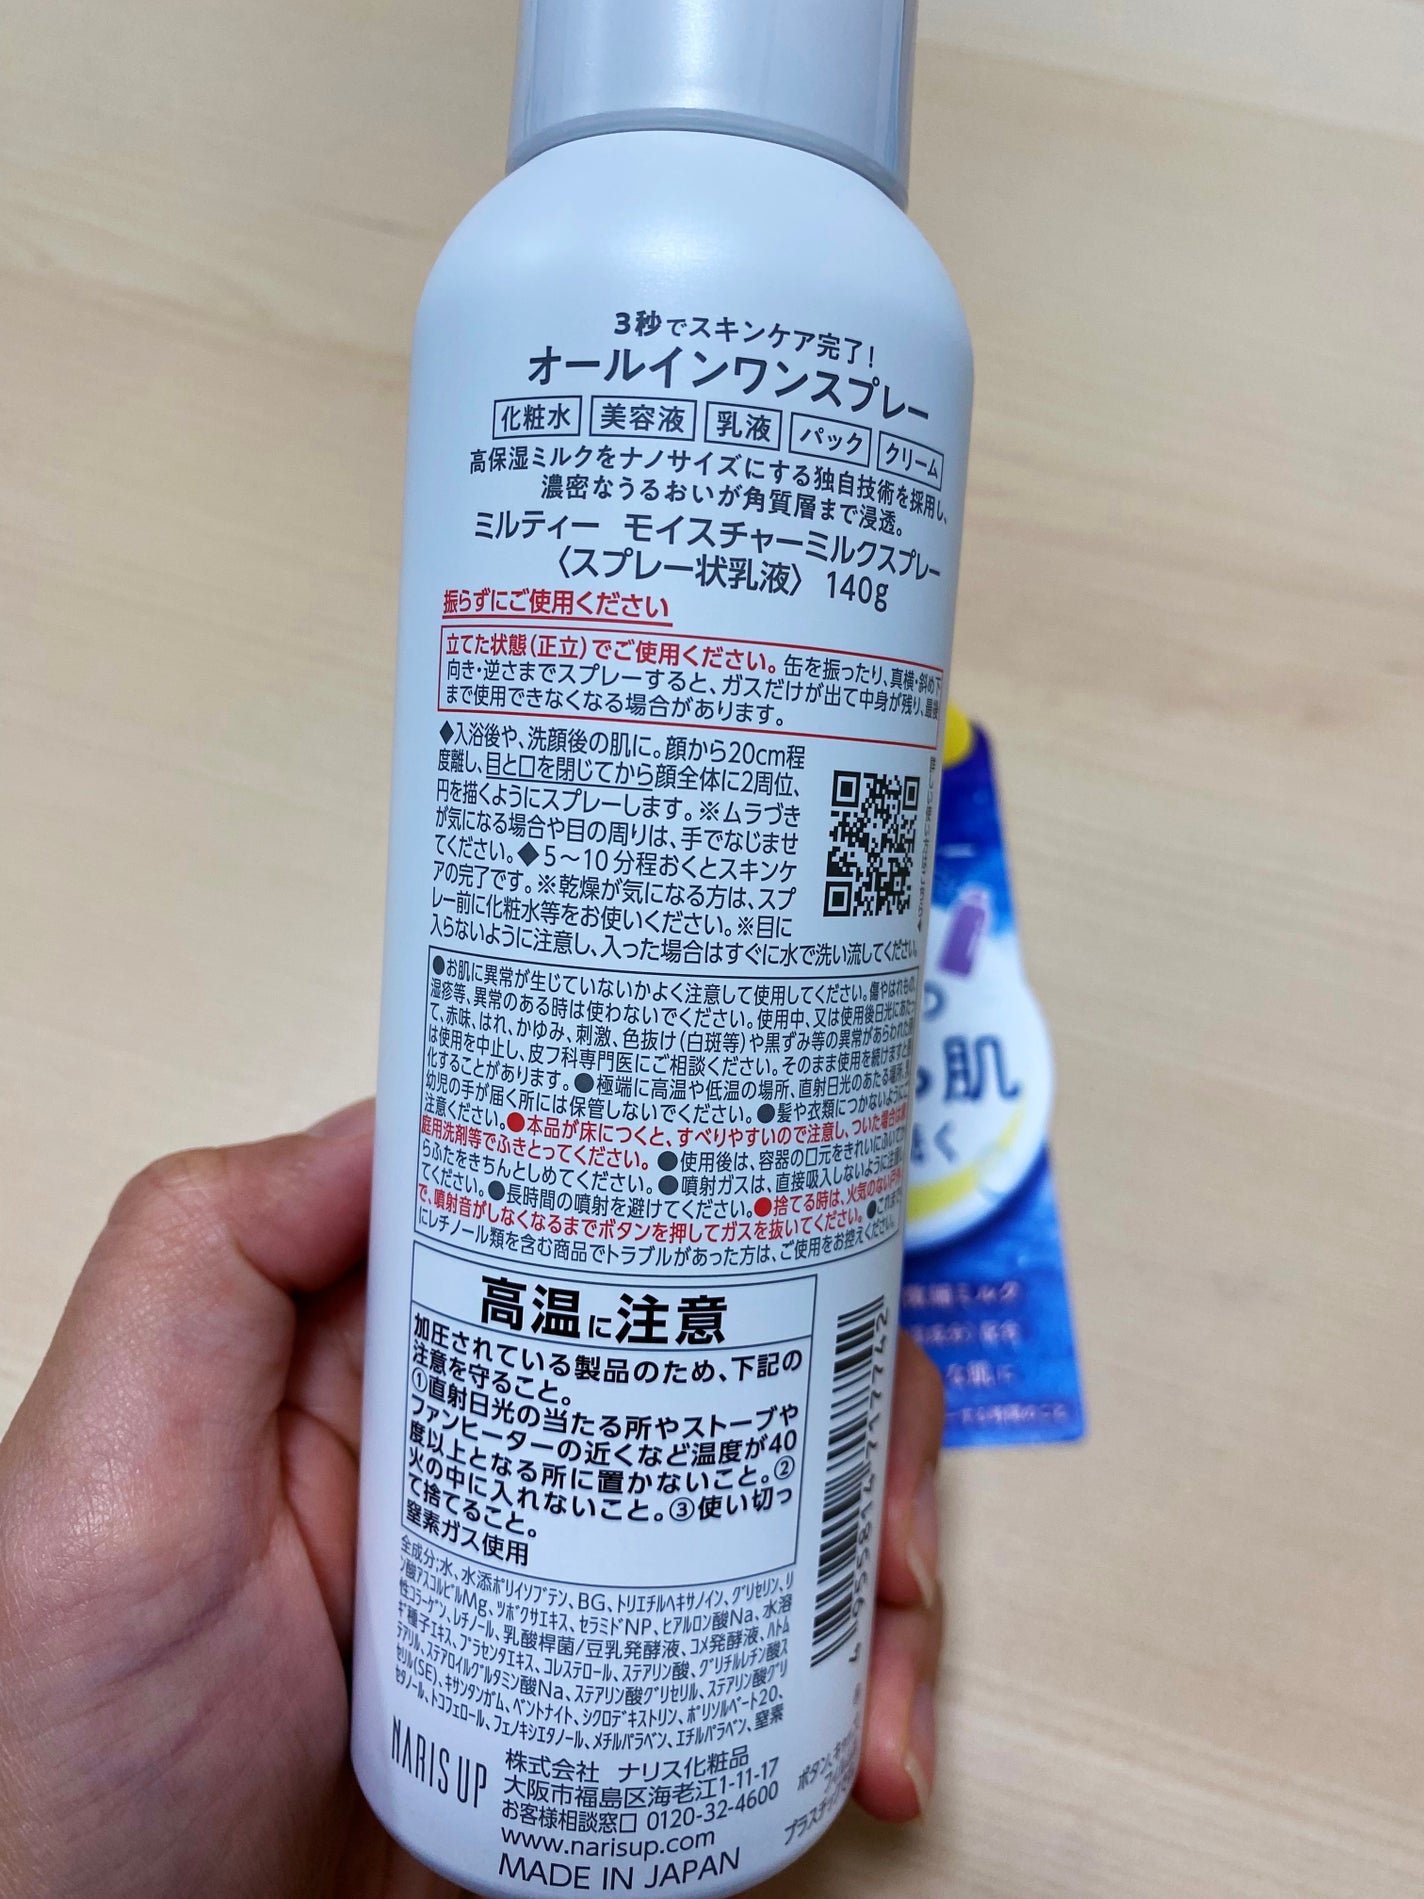 3秒でスキンケア完了!
オールインワンスプレー
化粧水 美容液 乳液 パック クリーム
高保湿ミルクをナノサイズにする独自技術を採用し、
濃密なうるおいが角質層まで浸透。
ミルティー モイスチャーミルクスプレー
〈スプレー状乳液〉 140g
振らずにご使用ください
立てた状態(正立)でご使用ください。缶を振ったり、真横・斜め下
向き・逆さまでスプレーすると、ガスだけが出て中身が残り、最後
まで使用できなくなる場合があります。
◆入浴後や、洗顔後の肌に。顔から20cm程
度離し、目と口を閉じてから顔全体に2周位、
円を描くようにスプレーします。※ムラづき
が気になる場合や目の周りは、手でなじませ
てください。◆5〜10分程おくとスキンケ
アの完了です。※乾燥が気になる方は、スプ
レー前に化粧水等をお使いください。※目に
入らないように注意し、入った場合はすぐに水で洗い流してください。
●お肌に異常が生じていないかよく注意して使用してください。傷やはれもの、
湿疹等、異常のある時は使わないでください。使用中、又は使用後日光にあたっ
て、赤味、はれ、かゆみ、刺激、色抜け(白斑等)や黒ずみ等の異常があらわれた
は使用を中止し、皮フ科専門医にご相談ください。そのまま使用を続けますと
化することがあります。●極端に高温や低温の場所、直射日光のあたる場所、
幼児の手が届く所には保管しないでください。●髪や衣類につかないように
注意ください。●本品が床につくと、すべりやすいので注意し、ついた場合は
庭用洗剤等でふきとってください。●使用後は、容器の口元をきれいにふいてか
らふたをきちんとしめてください。●噴射ガスは、直接吸入しないように注意し
てください。●長時間の噴射を避けてください。●捨てる時は、火気のない戸外
で、噴射音がしなくなるまでボタンを押してガスを抜いてください。●これまで
にレチノール類を含む商品でトラブルがあった方は、ご使用をお控えください。
高温に注意
加圧されている製品のため、下記の
注意を守ること。
①直射日光の当たる所やストーブや
ファンヒーターの近くなど温度が40
度以上となる所に置かないこと。②
火の中に入れないこと。③使い切っ
て捨てること。
窒素ガス使用
全成分;水、水添ポリイソブテン、BG、トリエチルヘキサノイン、グリセリン、リ
ン酸アスコルビルMg、ツボクサエキス、セラミドNP、ヒアルロン酸Na、水溶
性コラーゲン、レチノール、乳酸桿菌/豆乳発酵液、コメ発酵液、ハトム
ギ種子エキス、プラセンタエキス、コレステロール、ステアリン酸、グリチルレチン酸ス
テアリル、ステアロイルグルタミン酸Na、ステアリン酸グリセリル、ステアリン酸グリ
セリル(SE)、キサンタンガム、ベントナイト、シクロデキストリン、ポリソルベート20、
セタノール、トコフェロール、フェノキシエタノール、メチルパラベン、エチルパラベン、窒素
NARIS UP
株式会社 ナリス化粧品
大阪市福島区海老江1-11-17
お客様相談窓口 0120-32-4600
www.narisup.com
MADE IN JAPAN
肌